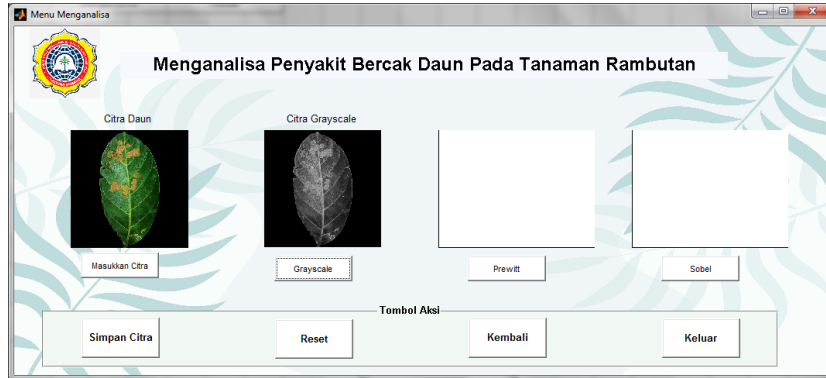 Menu Menganalisa
Menganalisa Penyakit Bercak Daun Pada Tanaman Rambutan
Citra Daun
Citra Grayscale
Masukkan Citra
Grayscale
Prewitt
Sobel
Tombol Aksi
Simpan Citra
Reset
Kembali
Keluar